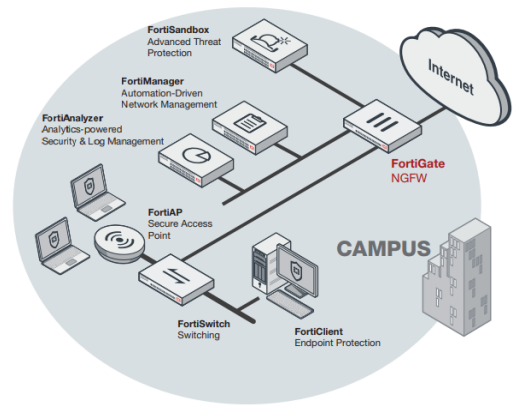 FortiSandbox
Advanced Threat
Protection
Internet
FortiManager
Automation-Driven
Network Management
FortiAnalyzer
Analytics-powered
Security & Log Management
FortiGate
NGFW
FortiAP
Secure Access
Point
CAMPUS
FortiSwitch
Switching
FortiClient
Endpoint Protection